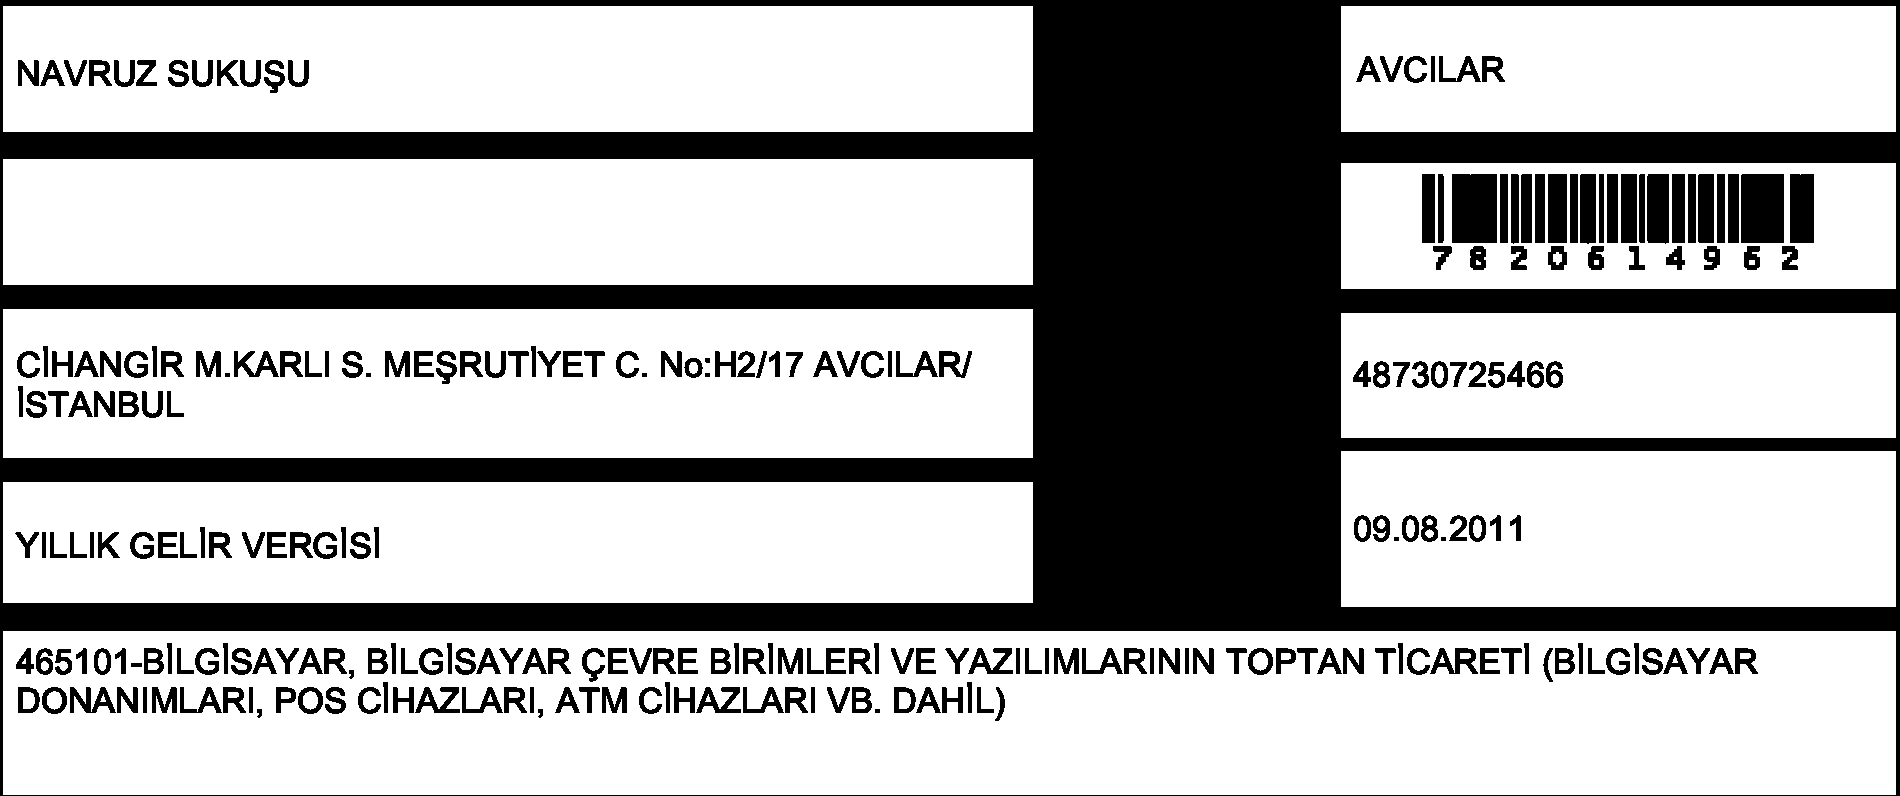 NAVRUZ SUKUŞU
AVCILAR
7820614962
CİHANGİR M.KARLI S. MEŞRUTİYET C. No:H2/17 AVCILAR/
İSTANBUL
48730725466
YILLIK GELİR VERGİSİ
09.08.2011
465101-BİLGİSAYAR, BİLGİSAYAR ÇEVRE BİRİMLERİ VE YAZILIMLARININ TOPTAN TİCARETİ (BİLGİSAYAR
DONANIMLARI, POS CİHAZLARI, ATM CİHAZLARI VB. DAHİL)